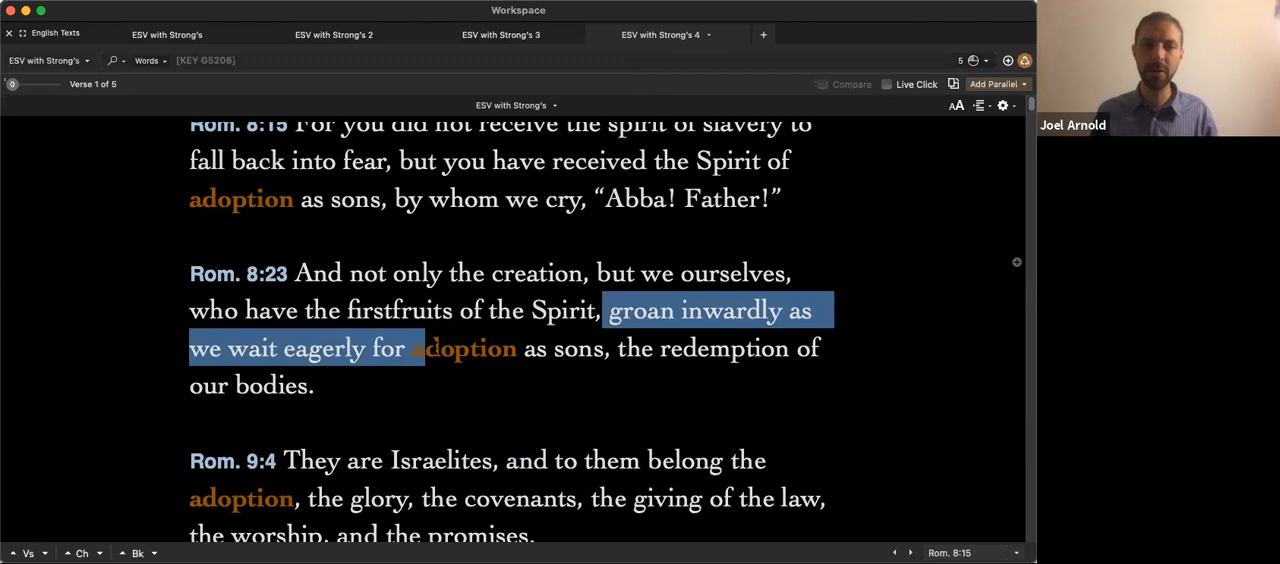 Workspace
English Texts
ESV with Strong's
ESV with Strong's 2
ESV with Strong's 3
ESV with Strong's 4
+
ESV with Strong's
Words
[KEY G5206]
5
0
Verse 1 of 5
Compare
Live Click
Add Parallel
ESV with Strong's
AA
Joel Arnold
Rom. 8:15 For you did not receive the spirit of slavery to
fall back into fear, but you have received the Spirit of
adoption as sons, by whom we cry, “Abba! Father!”
Rom. 8:23 And not only the creation, but we ourselves,
who have the firstfruits of the Spirit, groan inwardly as
we wait eagerly for adoption as sons, the redemption of
our bodies.
Rom. 9:4 They are Israelites, and to them belong the
adoption, the glory, the covenants, the giving of the law,
the worship, and the promises.
Vs
Ch
Bk
Rom. 8:15